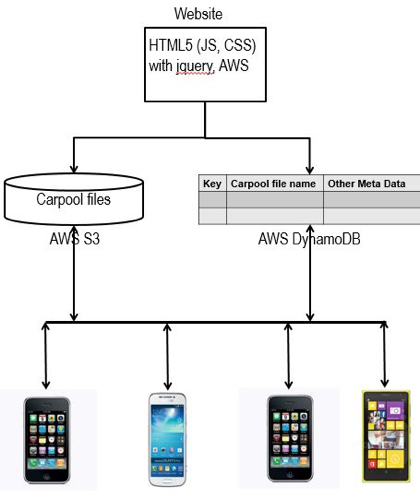 Website
HTML5 (JS, CSS)
with jquery, AWS
Carpool files
Key Carpool file name Other Meta Data
AWS S3
AWS DynamoDB